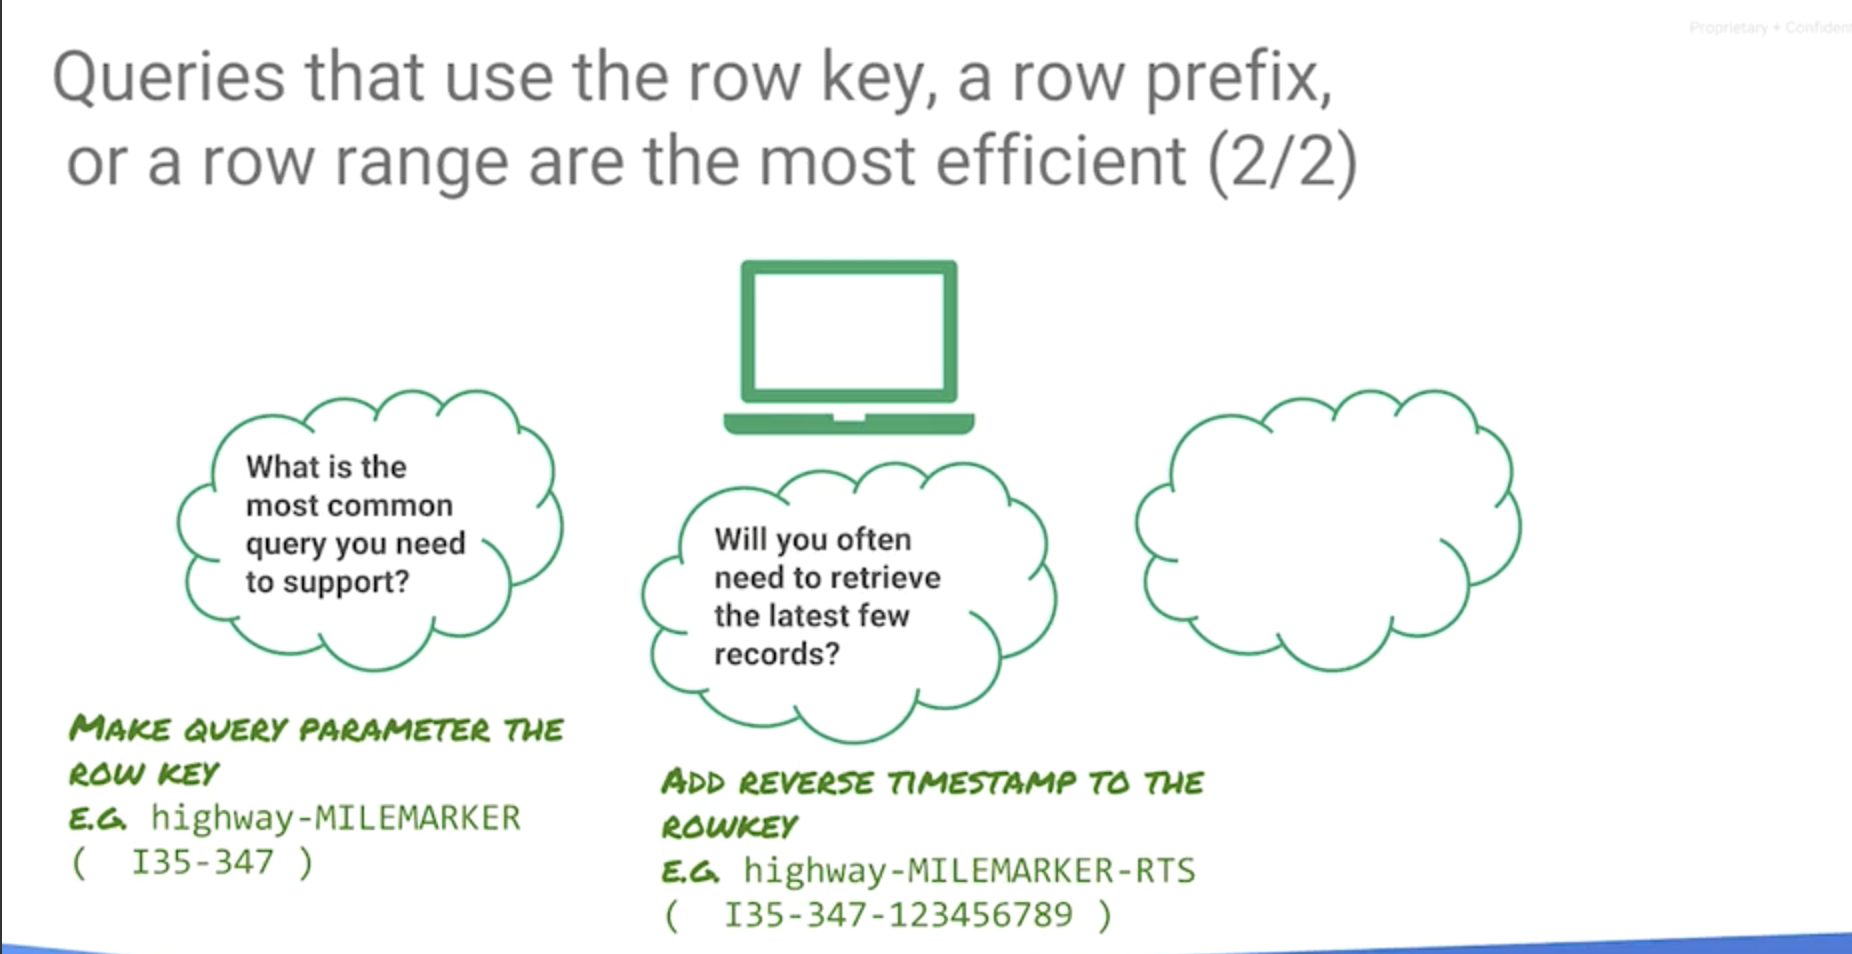 Proprietary + Confiden
Queries that use the row key, a row prefix,
or a row range are the most efficient (2/2)
What is the
most common
query you need
to support?
Will you often
need to retrieve
the latest few
records?
MAKE QUERY PARAMETER THE
ROW KEY
E.G. highway-MILEMARKER
( I35-347 )
ADD REVERSE TIMESTAMP TO THE
ROWKEY
E.G. highway-MILEMARKER-RTS
( I35-347-123456789 )